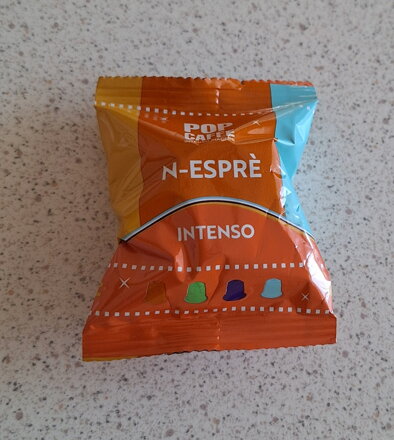 POP
CAFFÈ
N-ESPRÈ
INTENSO